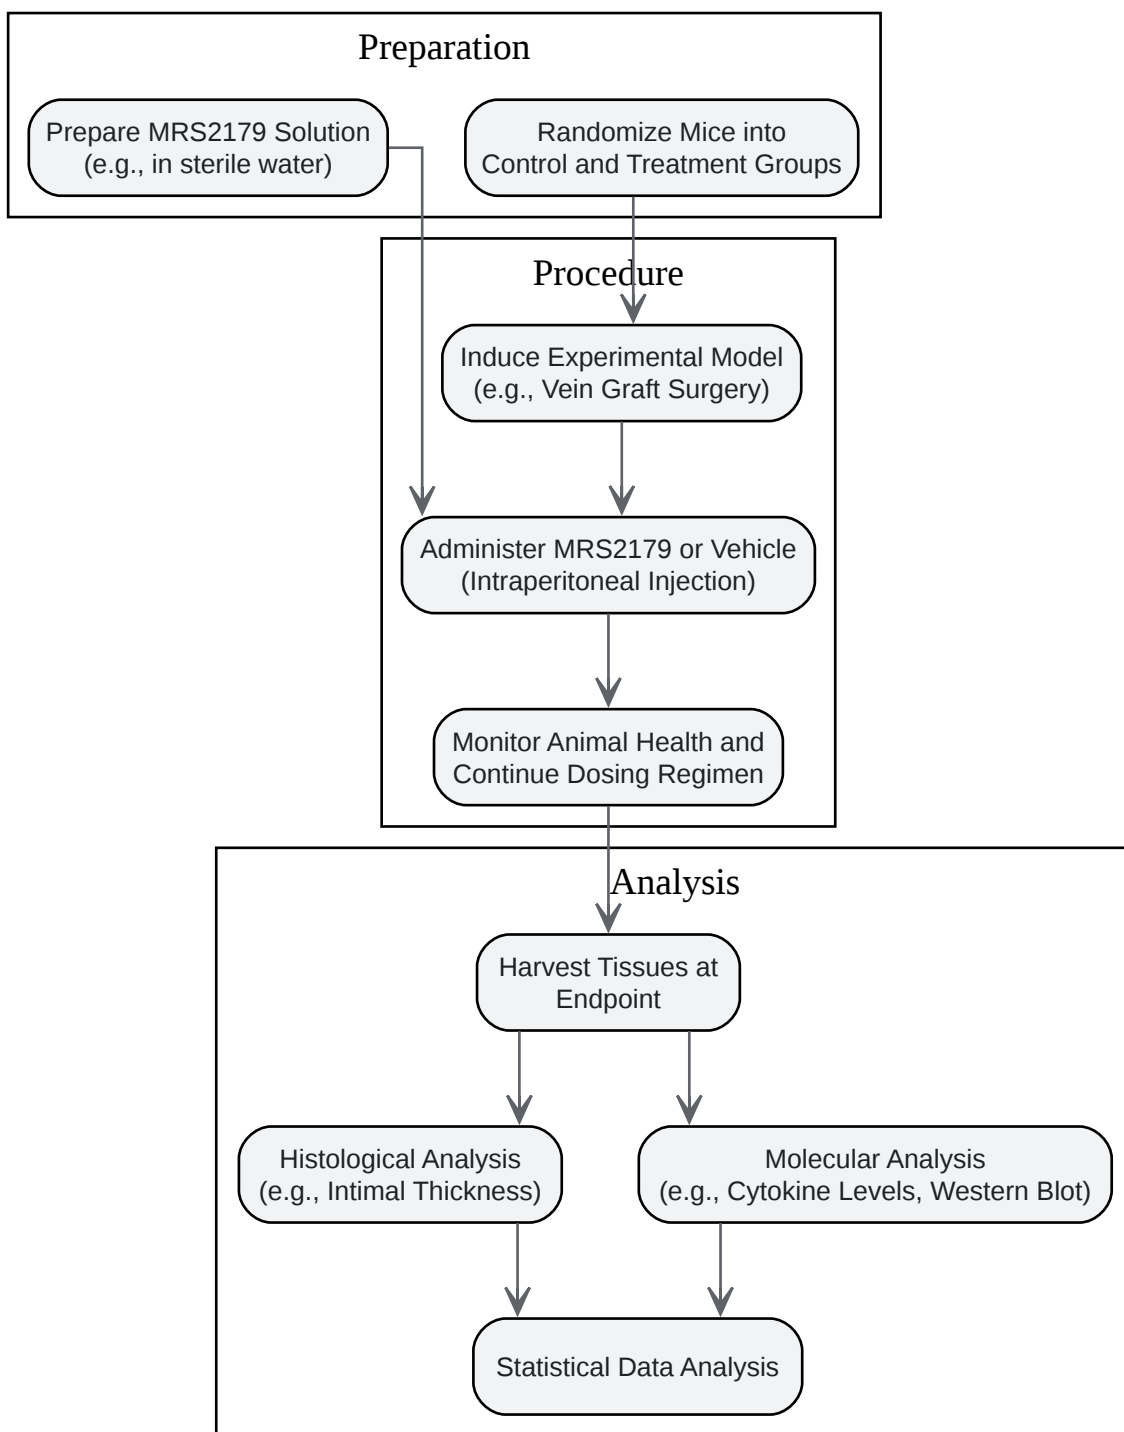 Preparation
Prepare MRS2179 Solution
(e.g., in sterile water)
Randomize Mice into
Control and Treatment Groups
Procedure
Induce Experimental Model
(e.g., Vein Graft Surgery)
Administer MRS2179 or Vehicle
(Intraperitoneal Injection)
Monitor Animal Health and
Continue Dosing Regimen
Analysis
Harvest Tissues at
Endpoint
Histological Analysis
(e.g., Intimal Thickness)
Molecular Analysis
(e.g., Cytokine Levels, Western Blot)
Statistical Data Analysis